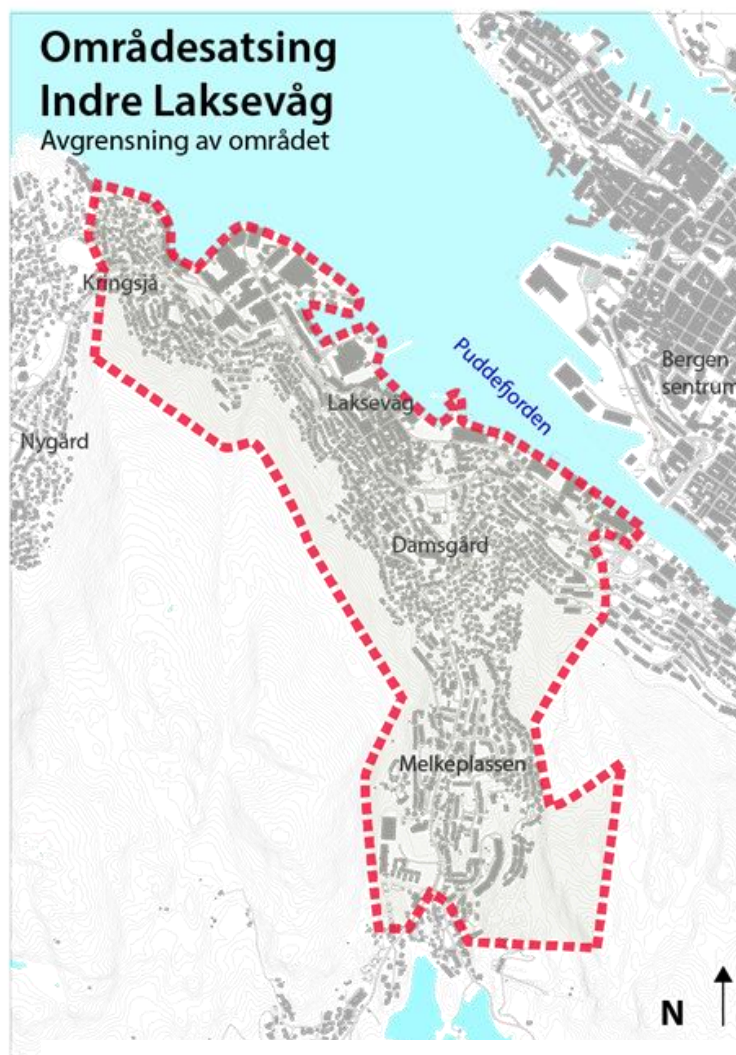 Områdesatsing
Indre Laksevåg
Avgrensning av området
Kringsjå
Puddefjorden
Bergen
sentrum
Laksevåg
Nygård
Damsgård
Melkeplassen
N